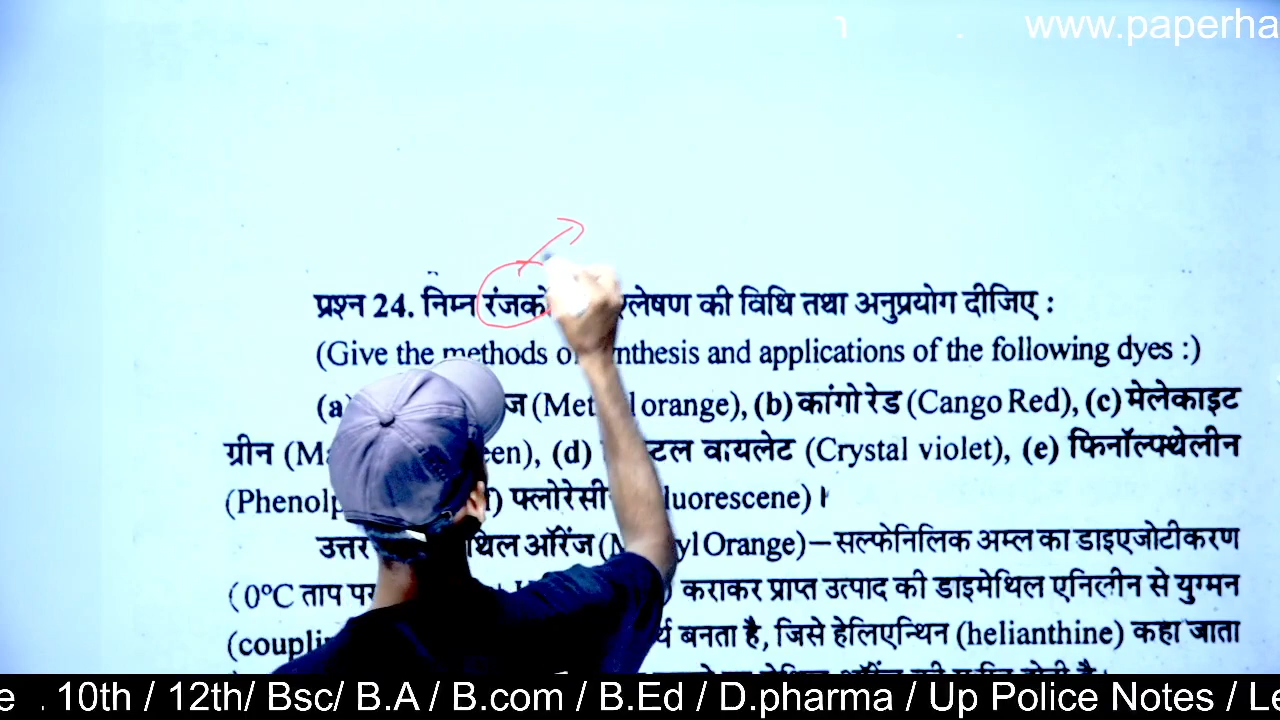 www.paperha
प्रश्न 24. निम्न रंजको लेषण की विधि तथा अनुप्रयोग दीजिए :
(Give the methods o nthesis and applications of the following dyes :)
(a) ज (Met l orange), (b) कांगो रेड (Cango Red), (c) मेलेकाइट
ग्रीन (Ma een), (d) टल वायलेट (Crystal violet), (e) फिनॉल्फ्थेलीन
(Phenolp ) फ्लोरेसी luorescene) ।
उत्तर थिल ऑरेंज (M yl Orange)—सल्फेनिलिक अम्ल का डाइएजोटीकरण
(0°C ताप पर ) कराकर प्राप्त उत्पाद की डाइमेथिल एनिलीन से युग्मन
(couplin र्य बनता है, जिसे हेलिएन्थिन (helianthine) कहा जाता
e . 10th / 12th/ Bsc/ B.A / B.com / B.Ed / D.pharma / Up Police Notes / Le